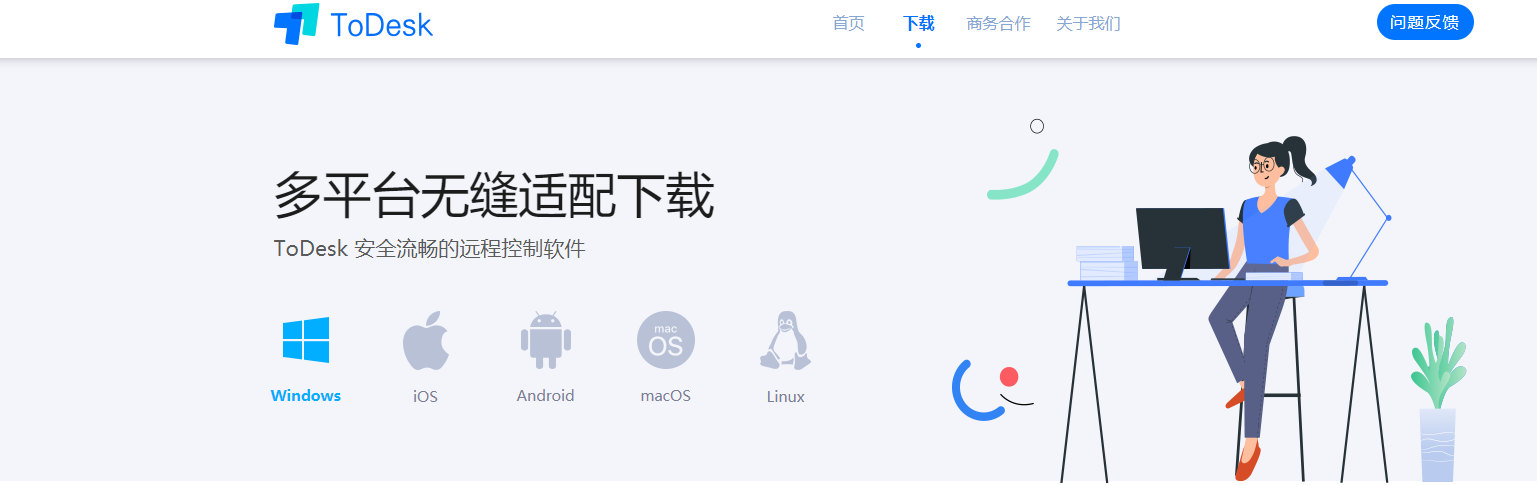 ToDesk
首页 下载 商务合作 关于我们 问题反馈
多平台无缝适配下载
ToDesk 安全流畅的远程控制软件
mac
OS
Windows iOS Android macOS Linux